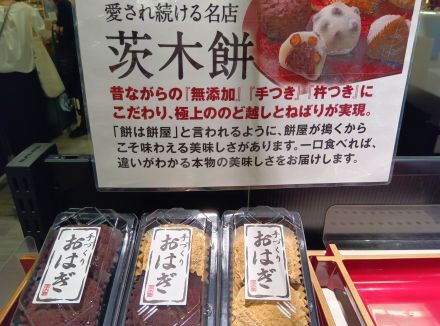 愛され続ける名店
茨木餅
昔ながらの『無添加』『手つき』『杵つき』に
こだわり、極上ののど越しとねばりが実現。
「餅は餅屋」と言われるように、餅屋が搗くから
こそ味わえる美味しさがあります。一口食べれば、
違いがわかる本物の美味しさをお届けします。
手づくり
おはぎ
手づくり
おはぎ
手づくり
おはぎ